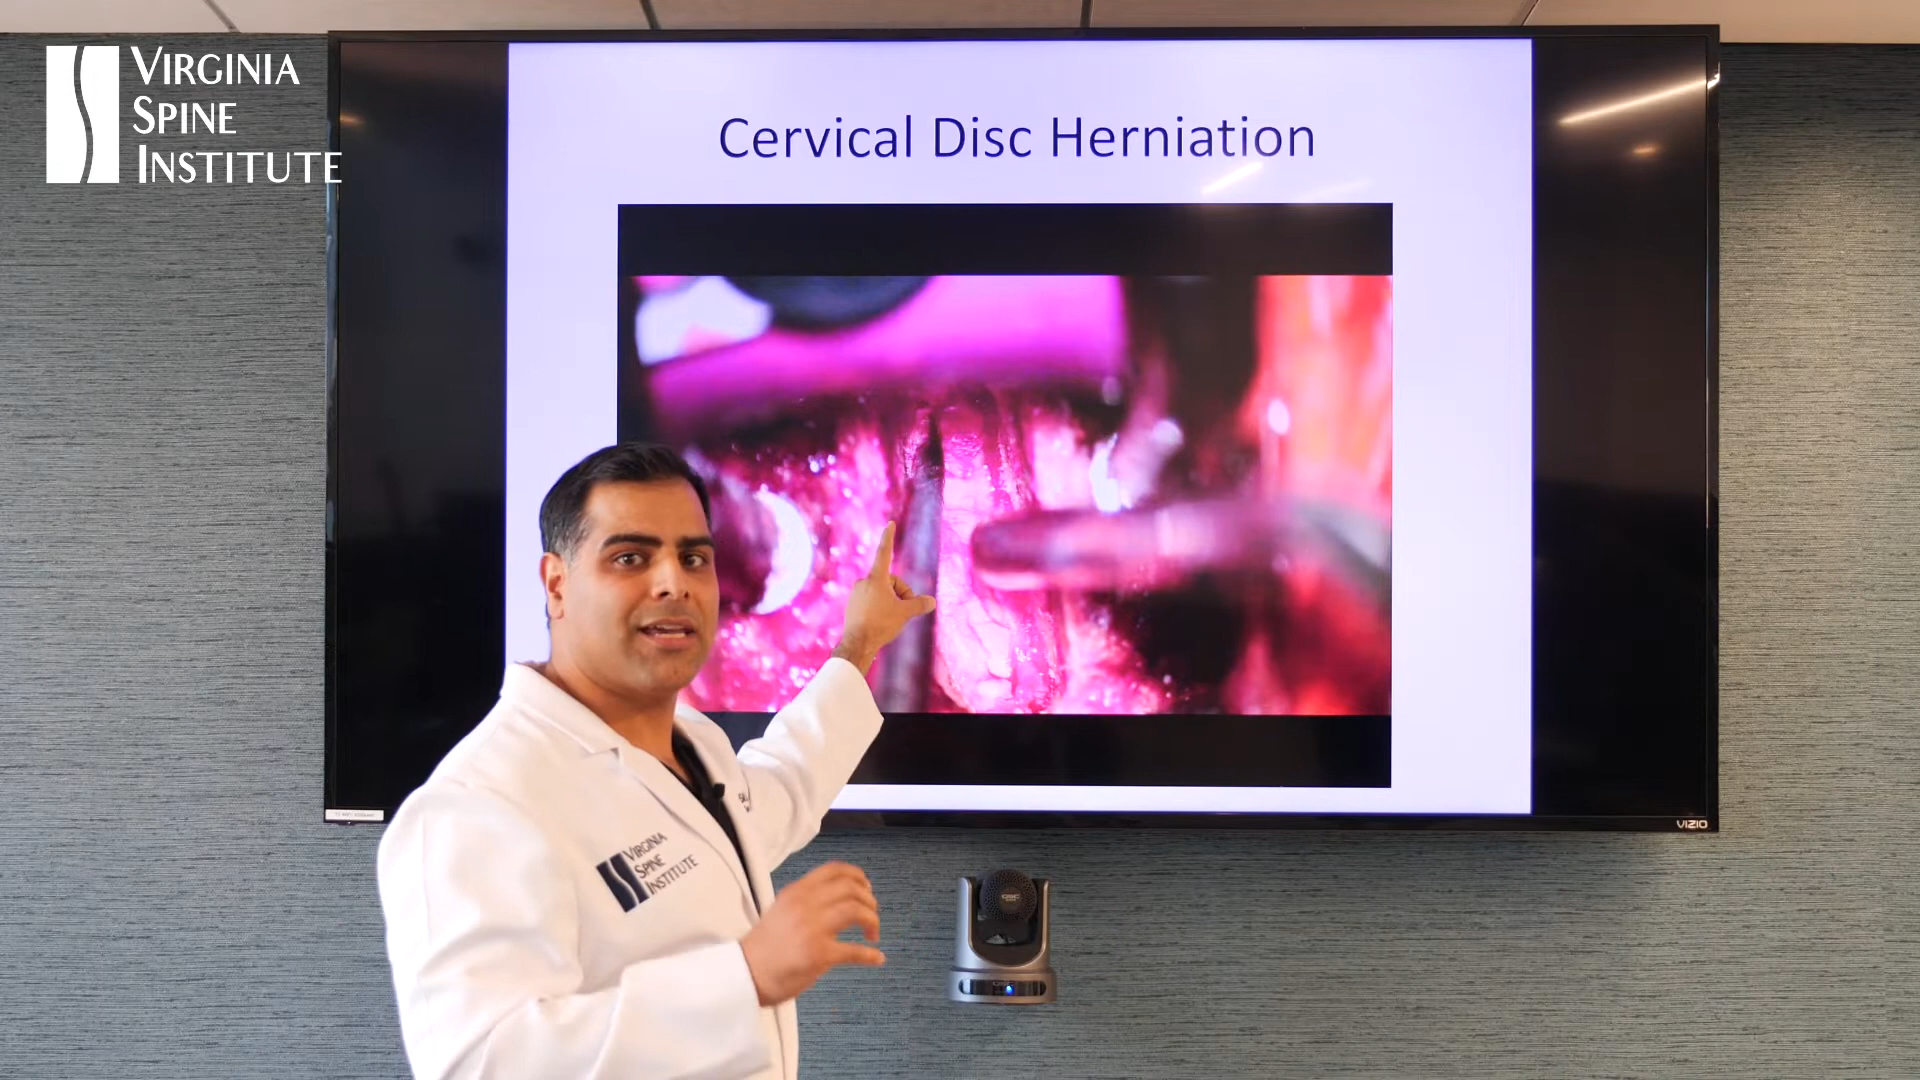 VIRGINIA
SPINE
INSTITUTE
Cervical Disc Herniation
VIRGINIA
SPINE
INSTITUTE
VIZIO